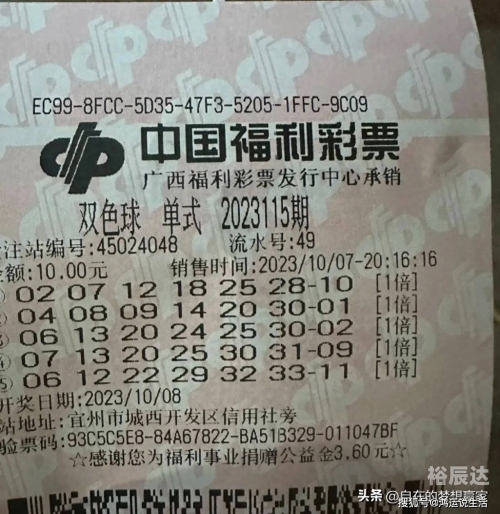 EC99-8FCC-5D35-47F3-5205-1FFC-9C09
中国福利彩票
广西福利彩票发行中心承销
双色球 单式 2023115期
注站编号:45024048 流水号:49
金额:10.00元 销售时间:2023/10/07-20:16:16
① 02 07 12 18 25 28-10 [1倍]
② 04 08 09 14 20 30-01 [1倍]
③ 06 13 20 24 25 30-02 [1倍]
④ 07 13 20 25 30 31-09 [1倍]
⑤ 06 12 22 29 32 33-11 [1倍]
开奖日期:2023/10/08
站地址:宜州市城西开发区信用社旁
验票码:93C5C5E8-84A67822-BA51B329-011047BF
☆感谢您为福利事业捐赠公益金3.60元☆
裕辰达
头条 @自在的梦想赢家
搜狐号@鸿运说生活